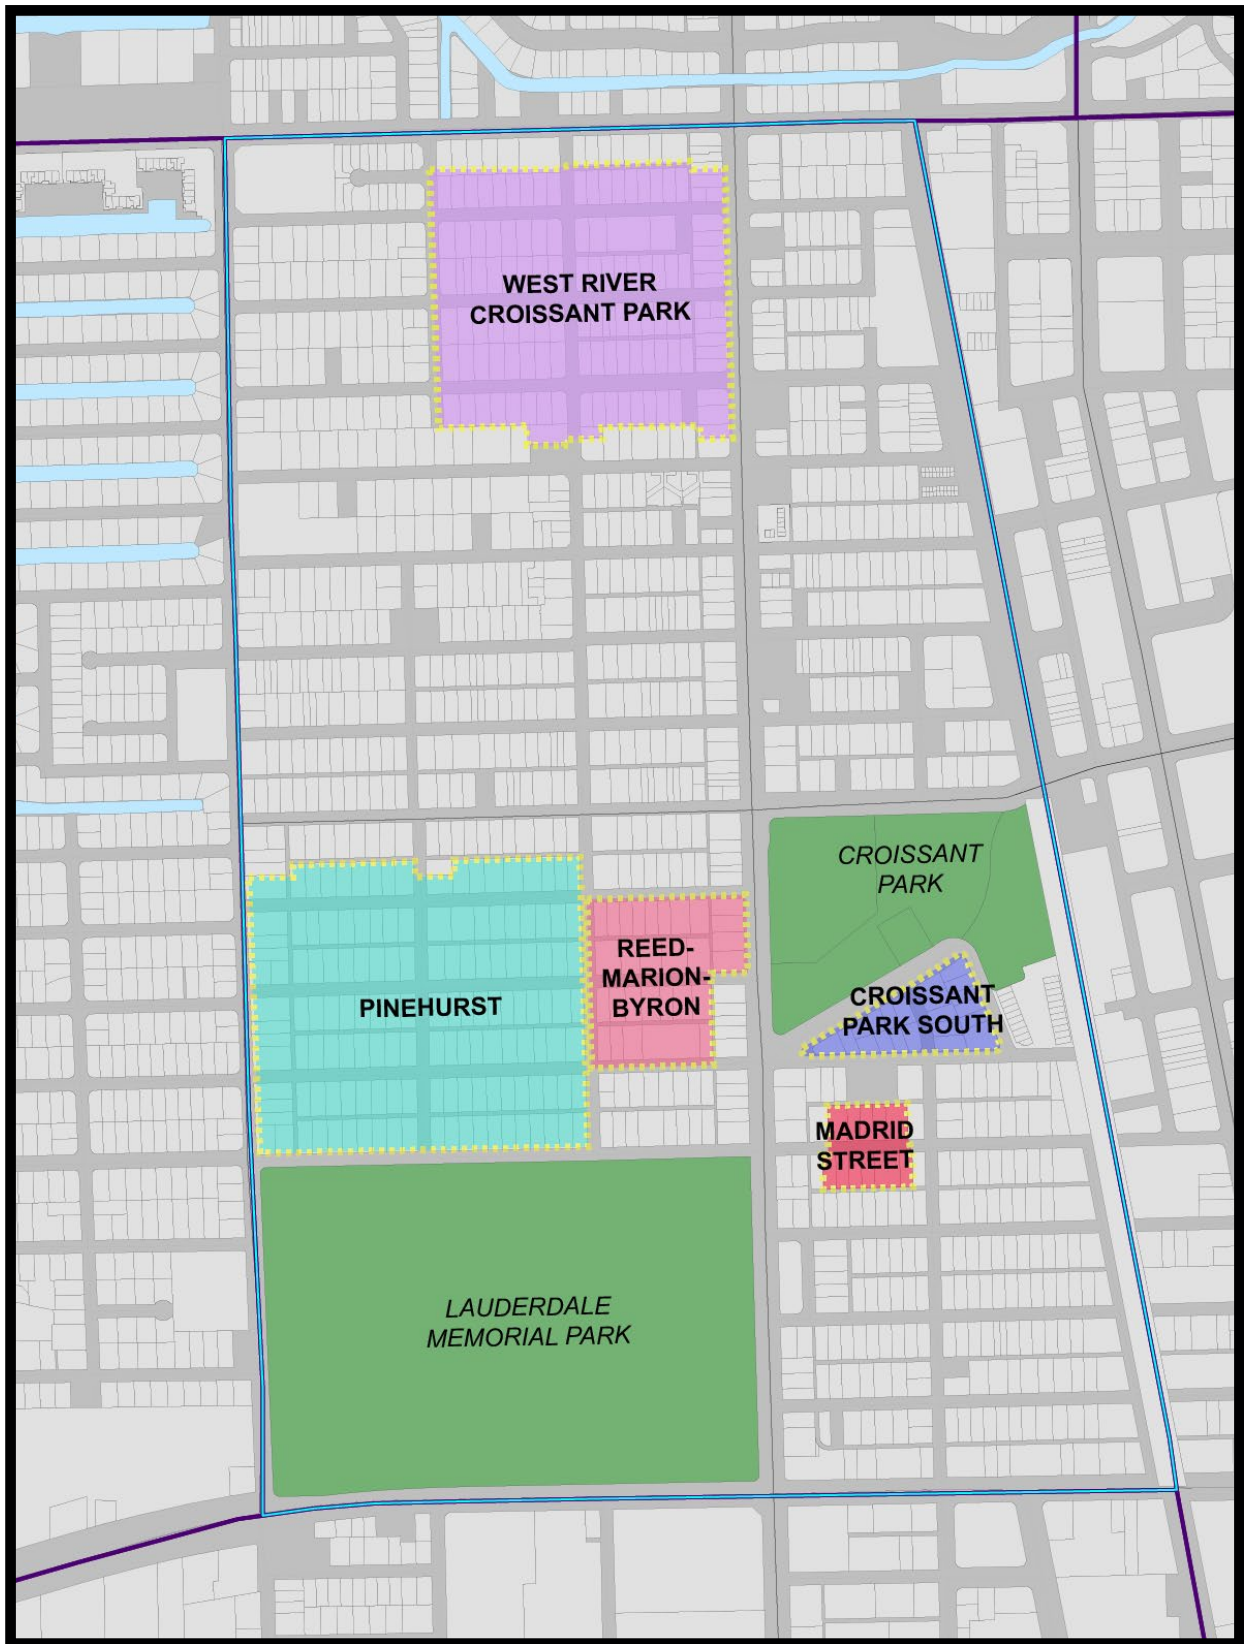 WEST RIVER
CROISSANT PARK
CROISSANT
PARK
REED-
MARION-
BYRON
PINEHURST
CROISSANT
PARK SOUTH
MADRID
STREET
LAUDERDALE
MEMORIAL PARK